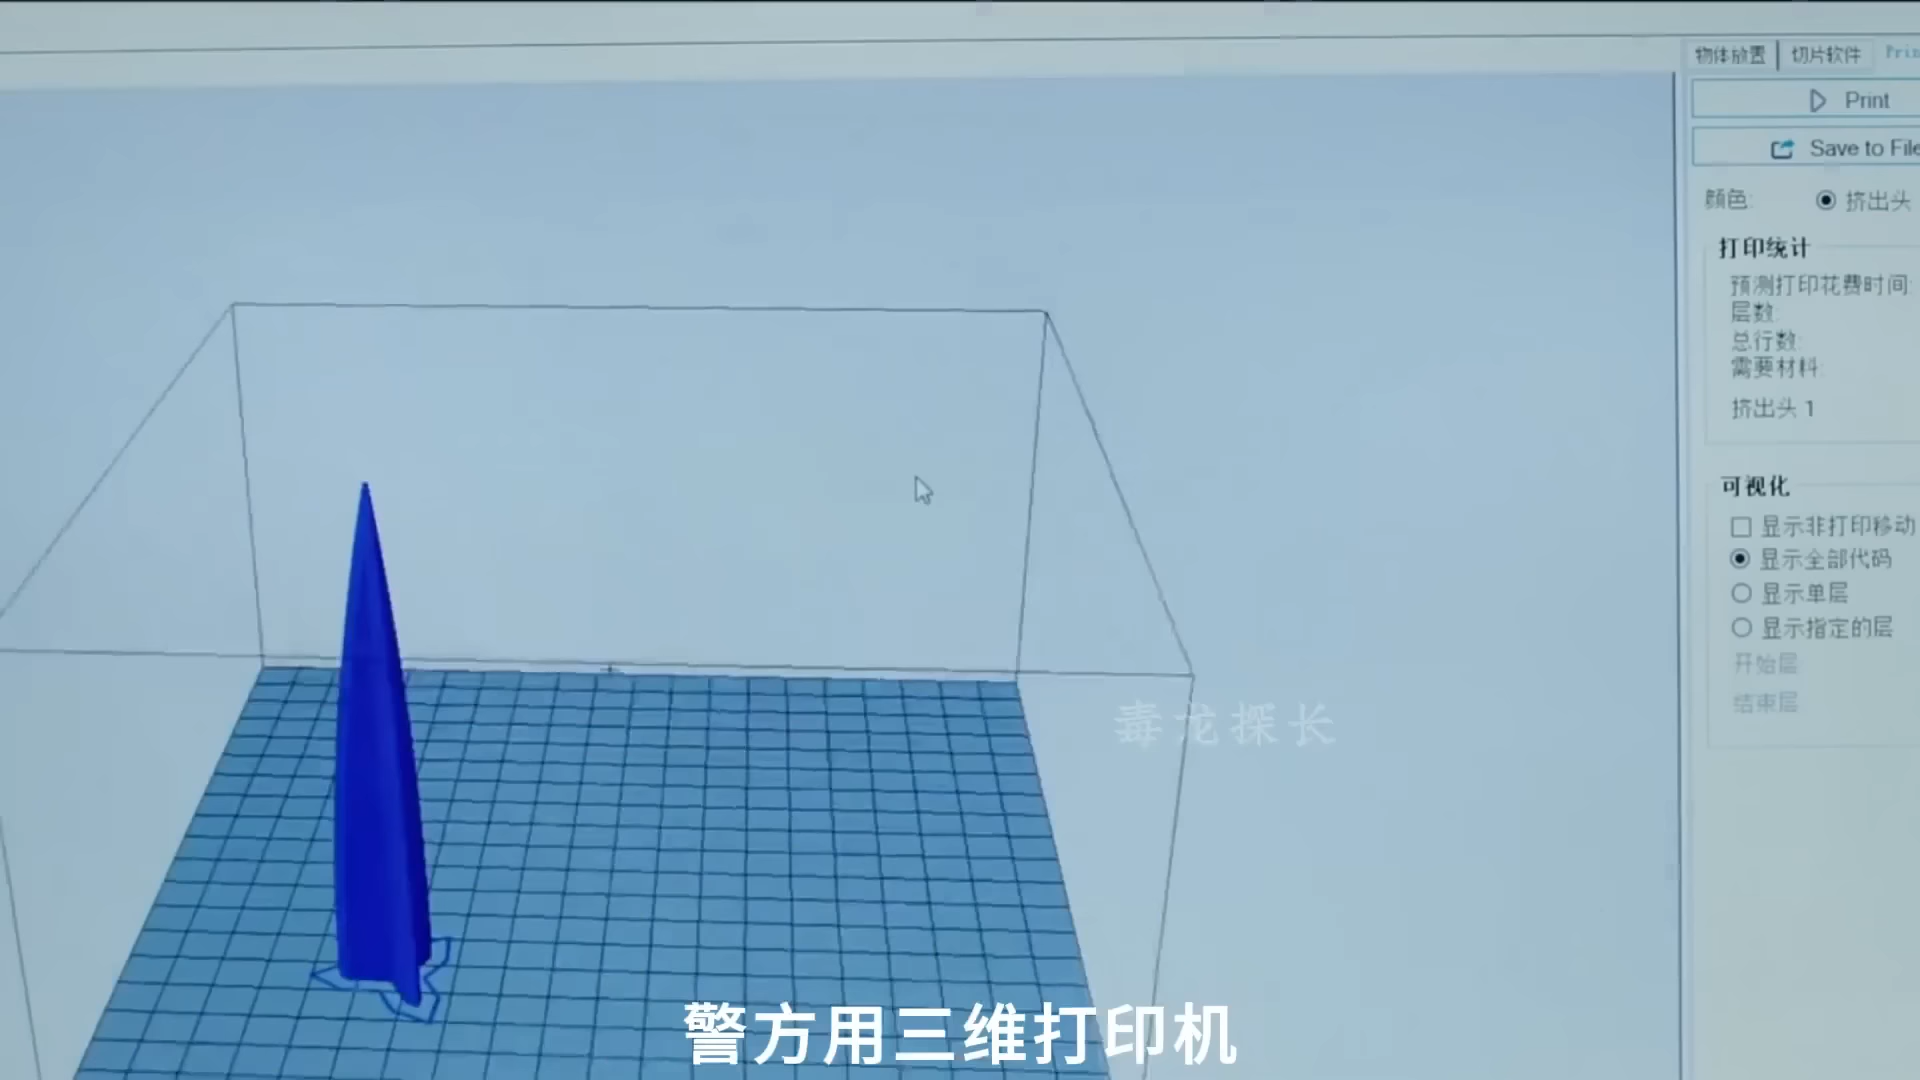 物体放置 切片软件 Prin
Print
Save to File
颜色: 挤出头
打印统计
预测打印花费时间:
层数:
总行数:
需要材料:
挤出头 1
可视化
显示非打印移动
显示全部代码
显示单层
显示指定的层
开始层
结束层
毒龙探长
警方用三维打印机